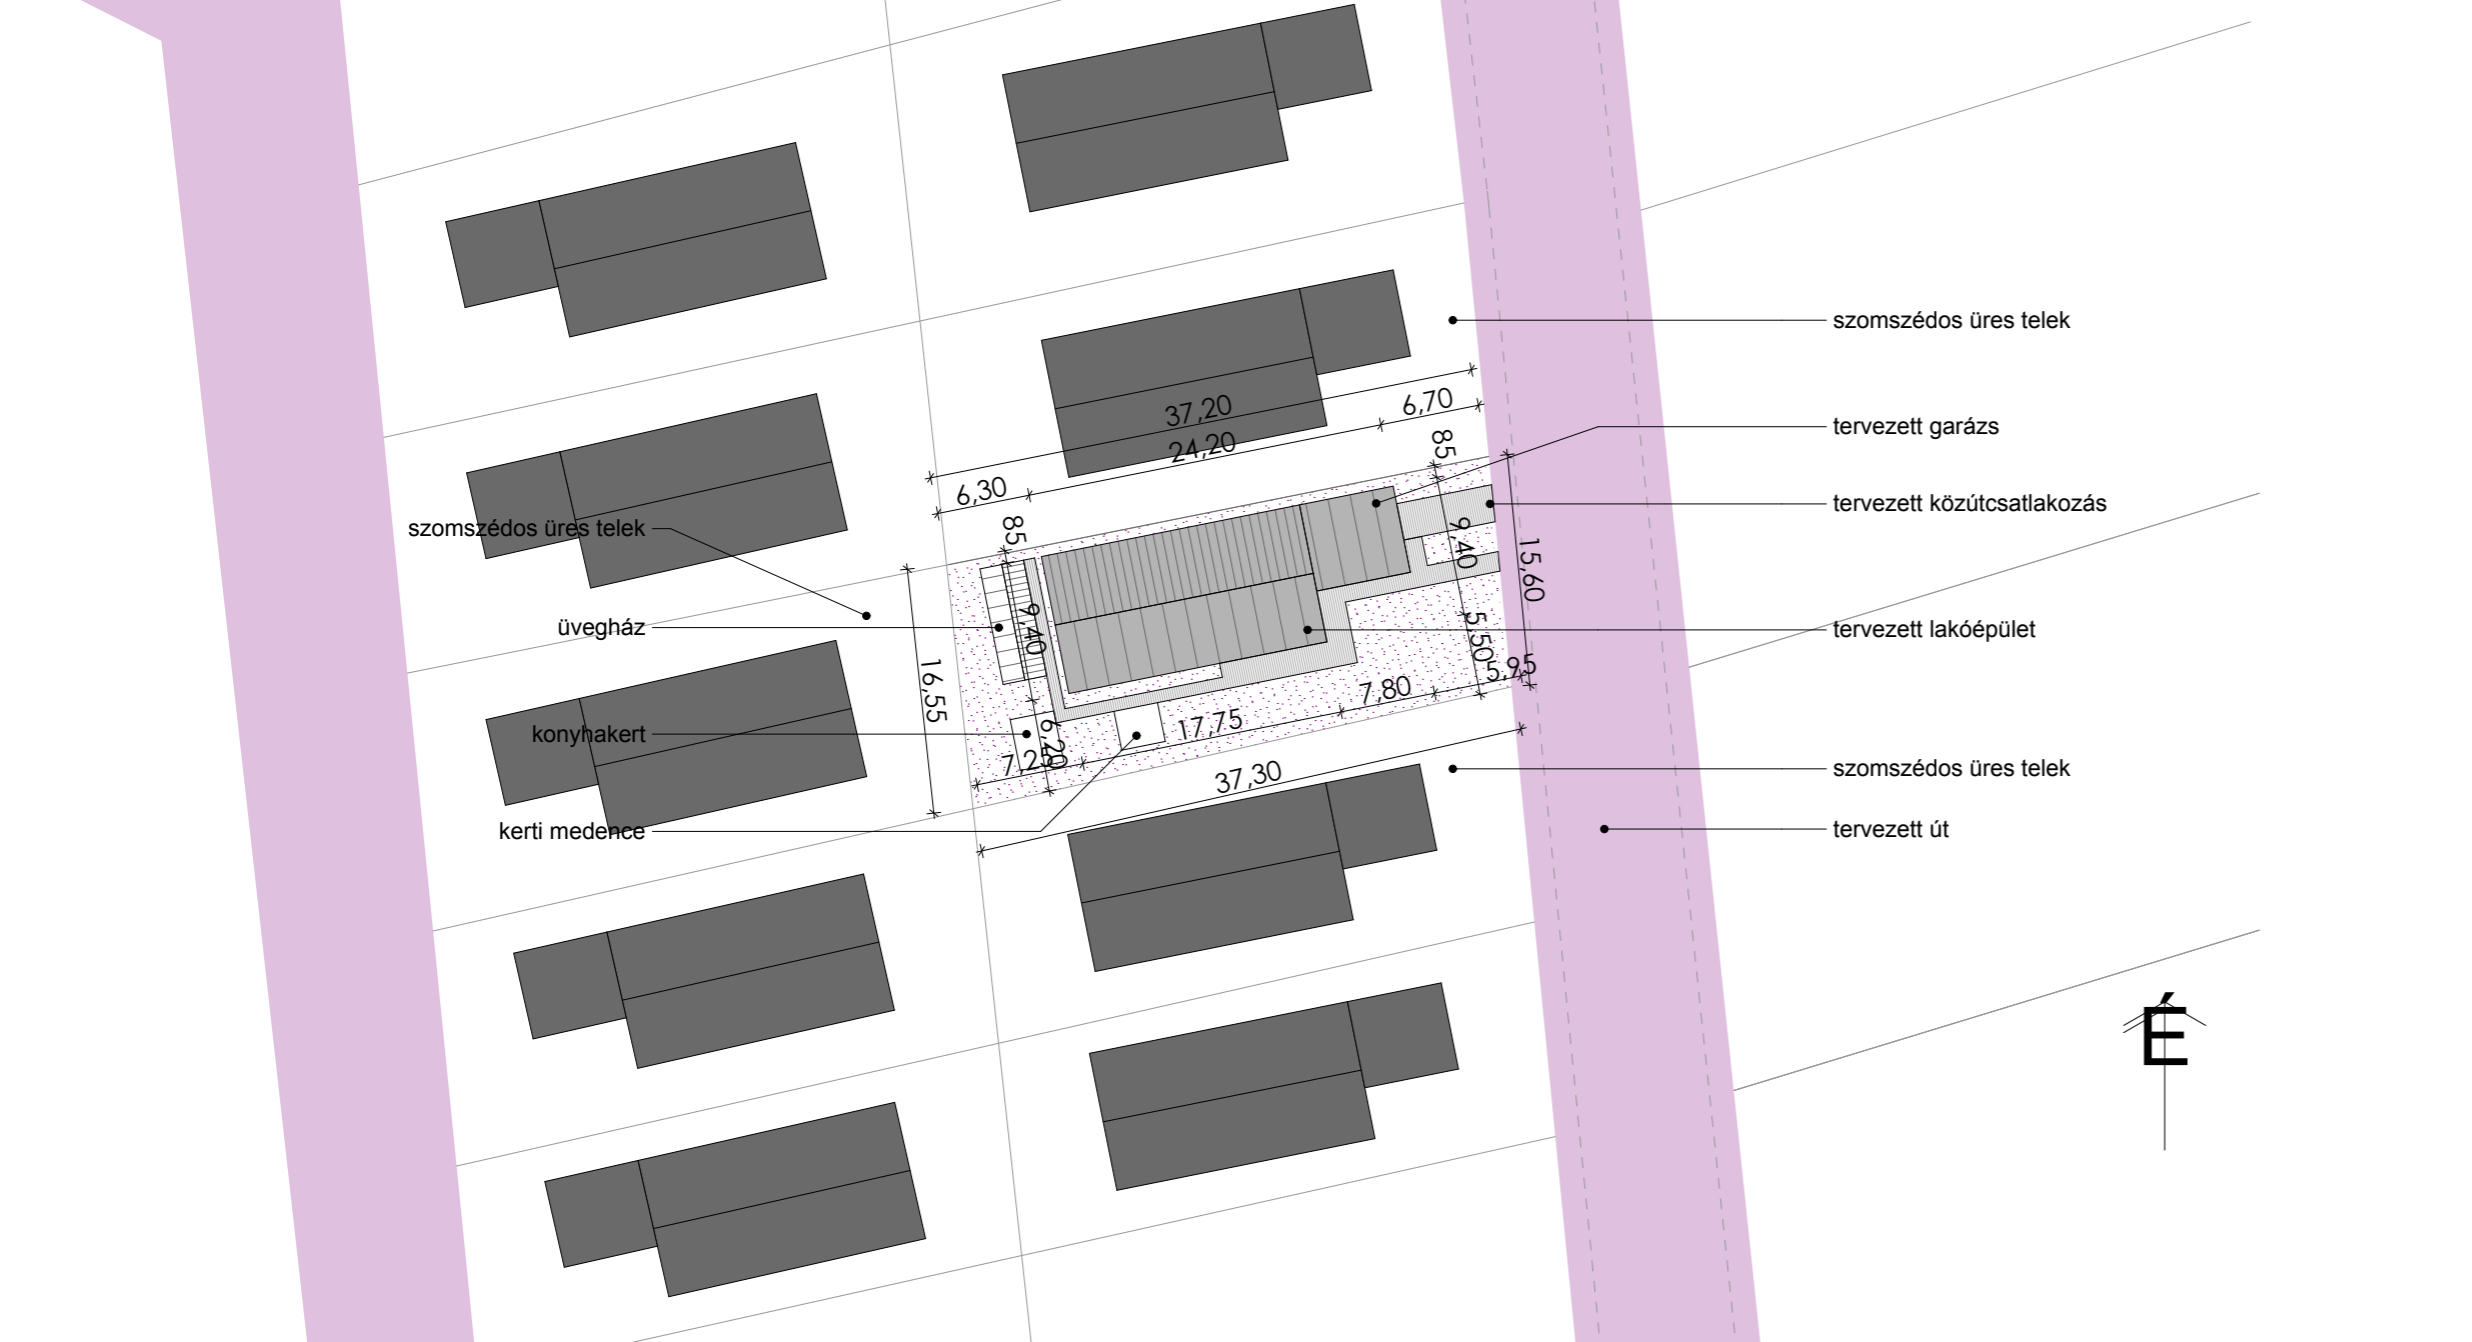 szomszédos üres telek
37,20
6,70
tervezett garázs
24,20
85
6,30
tervezett közútcsatlakozás
85
szomszédos üres telek
9,40
15,60
üvegház
9,40
5,50
tervezett lakóépület
5,95
16,55
7,80
17,75
konyhakert
6,20
7,25
37,30
szomszédos üres telek
kerti medence
tervezett út
É